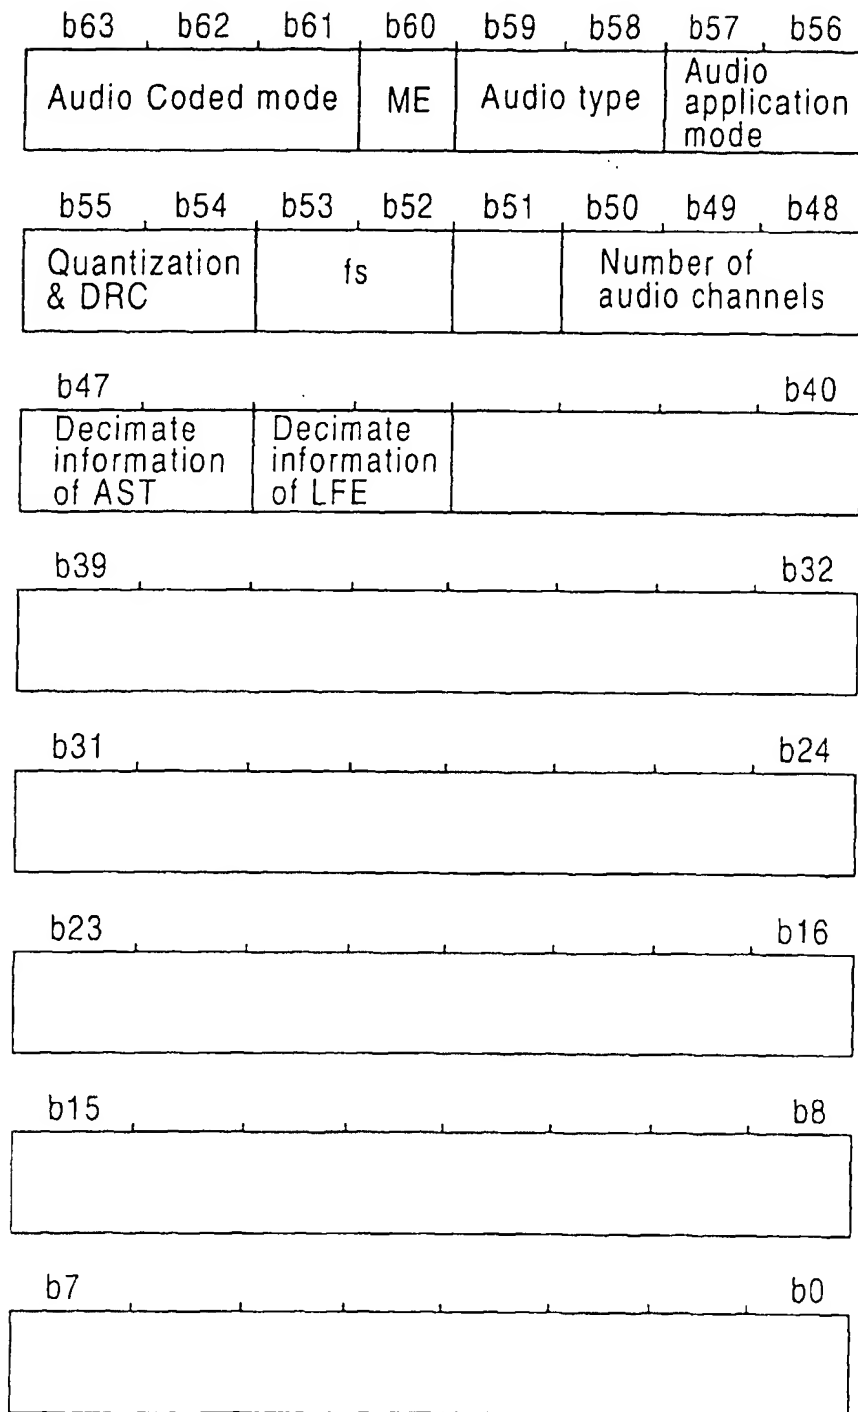 b63 b62 b61 b60 b59 b58 b57 b56
Audio Coded mode
ME
Audio type
Audio
application
mode
b55 b54 b53 b52 b51 b50 b49 b48
Quantization
& DRC
fs
Number of
audio channels
b47 b40
Decimate
information
of AST
Decimate
information
of LFE
b39 b32
b31 b24
b23 b16
b15 b8
b7 b0